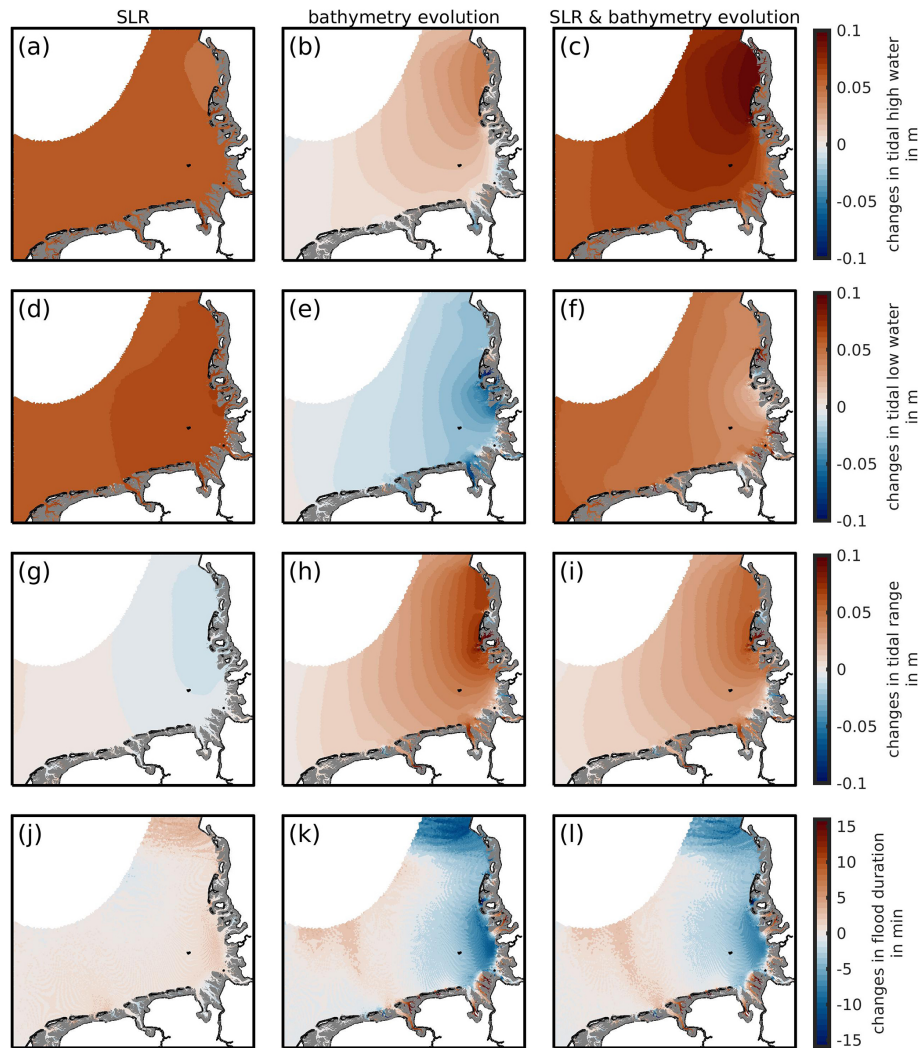 SLR
bathymetry evolution
SLR & bathymetry evolution
(a)
(b)
(c)
0.1
0.05
0
-0.05
-0.1
changes in tidal high water
in m
(d)
(e)
(f)
0.1
0.05
0
-0.05
-0.1
changes in tidal low water
in m
(g)
(h)
(i)
0.1
0.05
0
-0.05
-0.1
changes in tidal range
in m
(j)
(k)
(l)
15
10
5
0
-5
-10
-15
changes in flood duration
in min